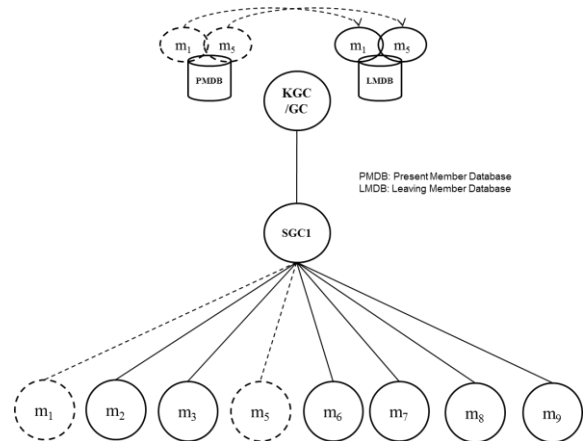 m1 m5 m1 m5
PMDB LMDB
KGC
/GC
PMDB: Present Member Database
LMDB: Leaving Member Database
SGC1
m1 m2 m3 m5 m6 m7 m8 m9